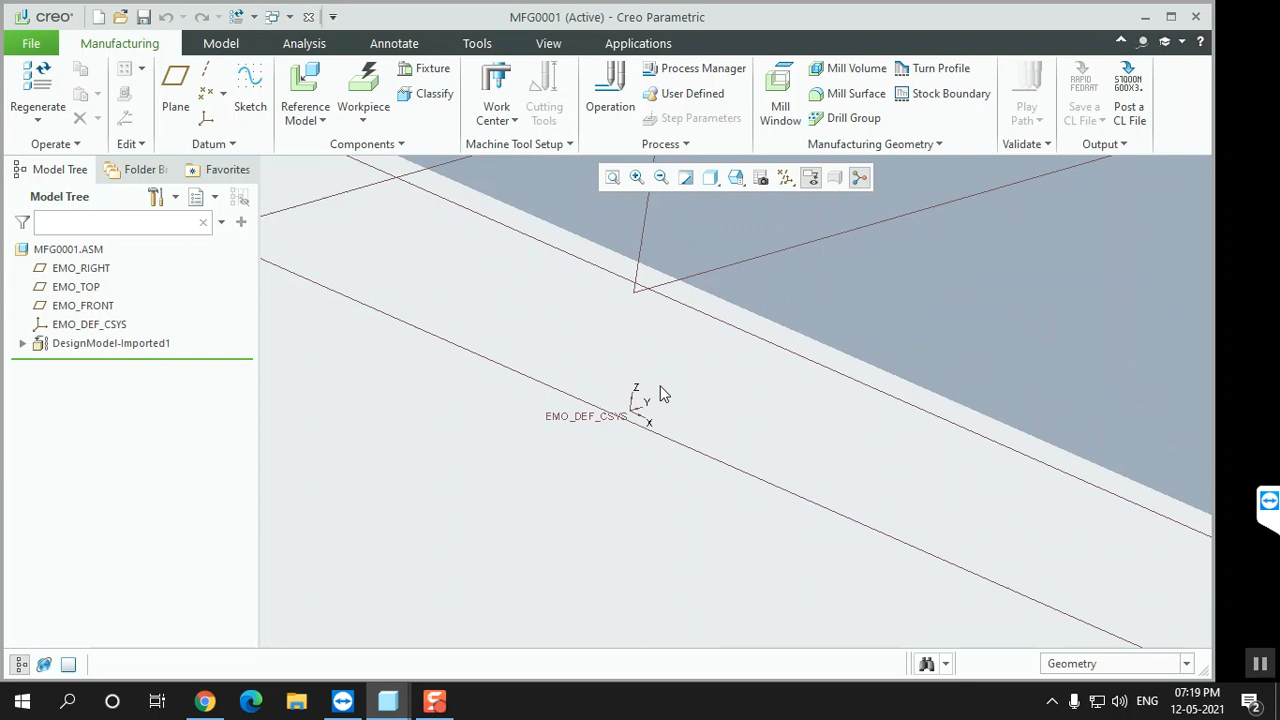 creo
MFG0001 (Active) - Creo Parametric
File
Manufacturing
Model
Analysis
Annotate
Tools
View
Applications
Regenerate
Operate
Edit
Plane
Sketch
Datum
Reference Model
Workpiece
Fixture
Classify
Components
Work Center
Cutting Tools
Machine Tool Setup
Operation
Process Manager
User Defined
Step Parameters
Process
Mill Window
Mill Volume
Mill Surface
Drill Group
Turn Profile
Stock Boundary
Manufacturing Geometry
Play Path
Validate
RAPID
FEDRAT
Save a CL File
Post a CL File
Output
Model Tree
Folder B
Favorites
Model Tree
MFG0001.ASM
EMO_RIGHT
EMO_TOP
EMO_FRONT
EMO_DEF_CSYS
DesignModel-Imported1
Z
Y
EMO_DEF_CSYS
X
Geometry
ENG
07:19 PM
12-05-2021
2